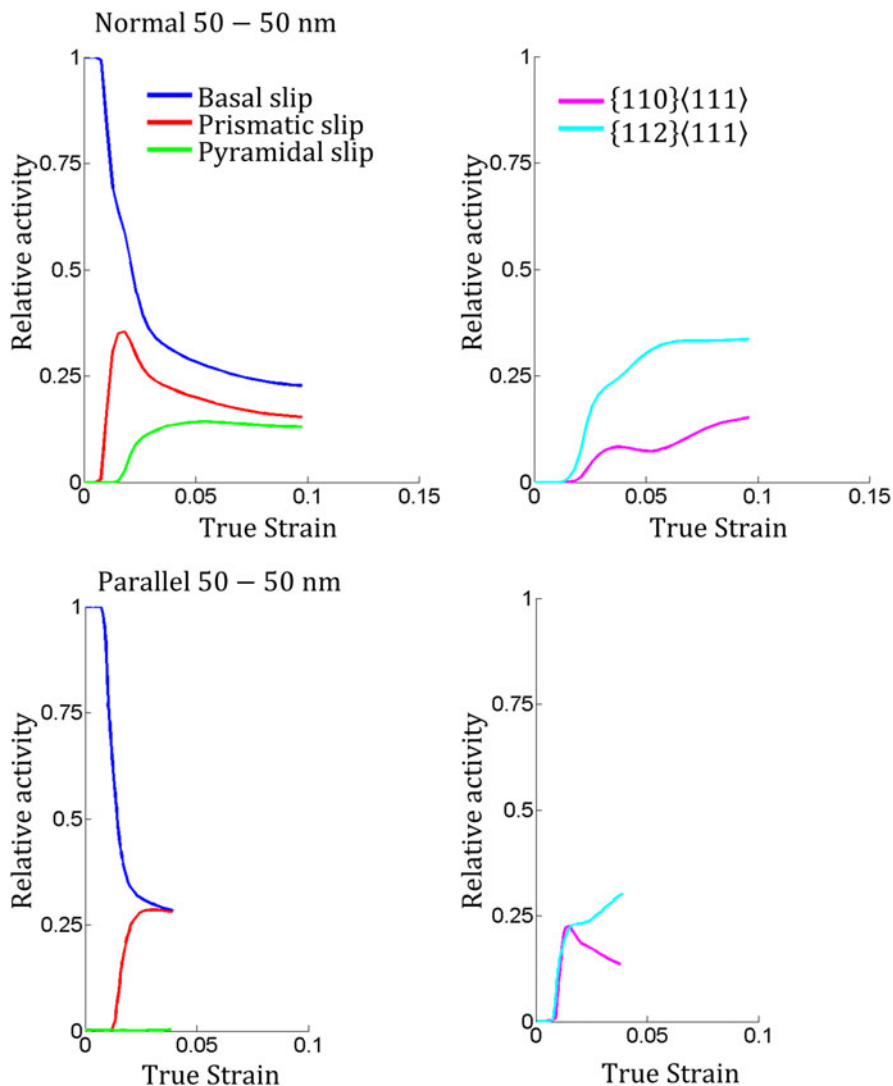 Normal 50 − 50 nm
1
0.75
0.5
0.25
0
Relative activity
Basal slip
Prismatic slip
Pyramidal slip
0
0.05
0.1
0.15
True Strain
1
0.75
0.5
0.25
0
Relative activity
{110}⟨111⟩
{112}⟨111⟩
0
0.05
0.1
0.15
True Strain
Parallel 50 − 50 nm
1
0.75
0.5
0.25
0
Relative activity
0
0.05
0.1
True Strain
1
0.75
0.5
0.25
0
Relative activity
0
0.05
0.1
True Strain